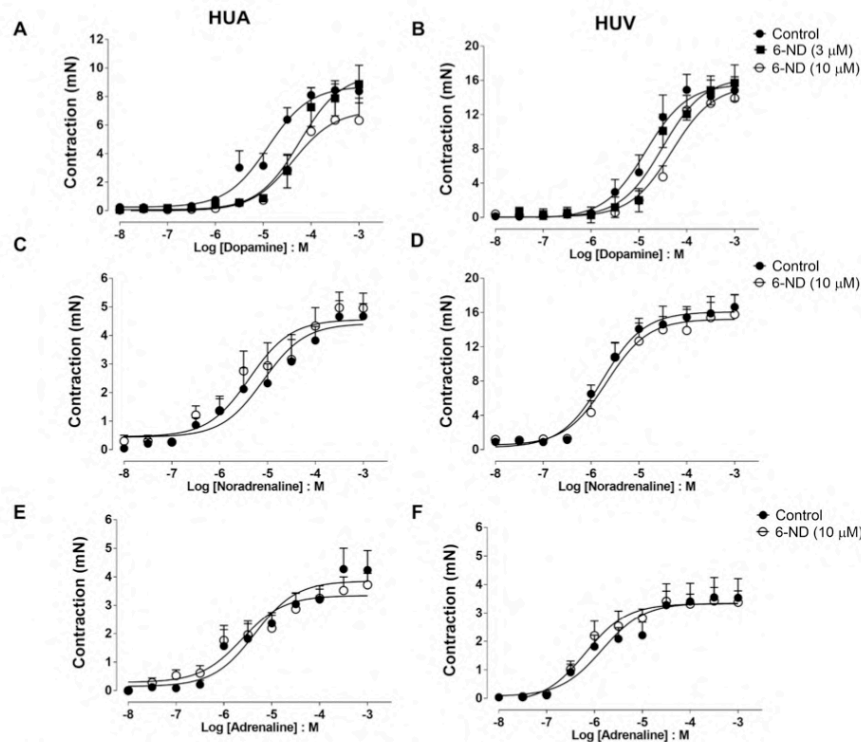 HUA
HUV
A
12
10
8
6
4
2
0
Contraction (mN)
-8 -7 -6 -5 -4 -3
Log [Dopamine] : M
B
20
16
12
8
4
0
Contraction (mN)
-8 -7 -6 -5 -4 -3
Log [Dopamine] : M
Control
6-ND (3 μM)
6-ND (10 μM)
C
6
5
4
3
2
1
0
Contraction (mN)
-8 -7 -6 -5 -4 -3
Log [Noradrenaline] : M
D
20
16
12
8
4
0
Contraction (mN)
-8 -7 -6 -5 -4 -3
Log [Noradrenaline] : M
Control
6-ND (10 μM)
E
6
5
4
3
2
1
0
Contraction (mN)
-8 -7 -6 -5 -4 -3
Log [Adrenaline] : M
F
6
5
4
3
2
1
0
Contraction (mN)
-8 -7 -6 -5 -4 -3
Log [Adrenaline] : M
Control
6-ND (10 μM)